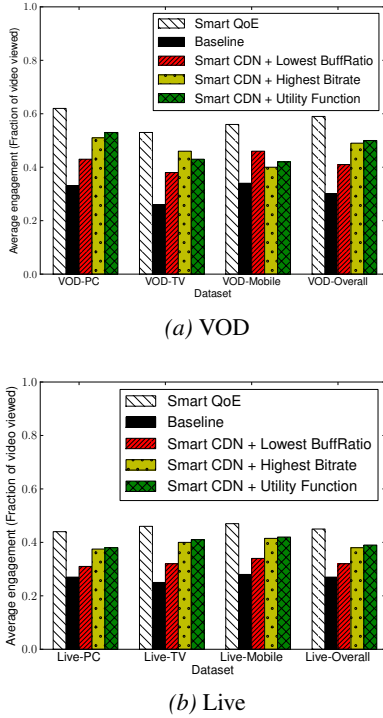 1.0
0.8
0.6
0.4
0.2
0.0
Average engagement (Fraction of video viewed)
Smart QoE
Baseline
Smart CDN + Lowest BuffRatio
Smart CDN + Highest Bitrate
Smart CDN + Utility Function
VOD-PC VOD-TV VOD-Mobile VOD-Overall
Dataset
(a) VOD
1.0
0.8
0.6
0.4
0.2
0.0
Average engagement (Fraction of video viewed)
Smart QoE
Baseline
Smart CDN + Lowest BuffRatio
Smart CDN + Highest Bitrate
Smart CDN + Utility Function
Live-PC Live-TV Live-Mobile Live-Overall
Dataset
(b) Live